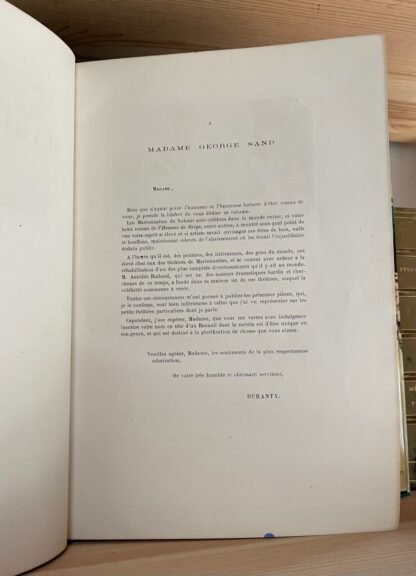 A
MADAME GEORGE SAND
MADAME,
Bien que n'ayant point l'honneur et l'heureuse fortune d'être connu de
vous, je prends la liberté de vous dédier ce volume.
Les Marionnettes de Nohant sont célèbres dans le monde entier, et votre
beau roman de l'Homme de Neige, entre autres, a montré sous quel point de
vue votre esprit si élevé et si artiste savait envisager ces êtres de bois, naïfs
et bouffons, maintenant relevés de l'abaissement où les tenait l'injustifiable
dédain public.
A l'heure qu'il est, des peintres, des littérateurs, des gens du monde, ont
élevé chez eux des théâtres de Marionnettes, et se vouent avec ardeur à la
réhabilitation d'un des plus complets divertissements qu'il y ait au monde.
M. Amédée Rolland, qui est un des auteurs dramatiques hardis et cher-
cheurs de ce temps, a fondé dans sa maison un de ces théâtres, auquel la
célébrité commence à venir.
Toutes ces circonstances m'ont poussé à publier les présentes pièces, qui,
je le confesse, sont bien inférieures à celles que j'ai vu représenter sur les
petits théâtres particuliers dont je parle.
Cependant, j'ose espérer, Madame, que vous me verrez avec indulgence
inscrire votre nom en tête d'un Recueil dont le mérite est d'être unique en
son genre, et qui est destiné à la glorification de choses que vous aimez.
Veuillez agréer, Madame, les sentiments de la plus respectueuse
admiration,
De votre très humble et obéissant serviteur,
DURANTY.